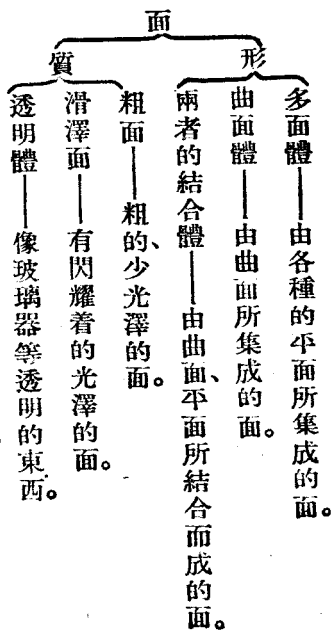 面
形
多面體——由各種的平面所集成的面。
曲面體——由曲面所集成的面。
兩者的結合體——由曲面、平面所結合而成的面。
質
粗面——粗的、少光澤的面。
滑澤面——有閃耀着的光澤的面。
透明體——像玻璃器等透明的東西。